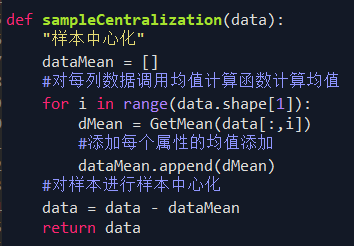 def sampleCentralization(data):
"样本中心化"
dataMean = []
#对每列数据调用均值计算函数计算均值
for i in range(data.shape[1]):
dMean = GetMean(data[:,i])
#添加每个属性的均值添加
dataMean.append(dMean)
#对样本进行样本中心化
data = data - dataMean
return data